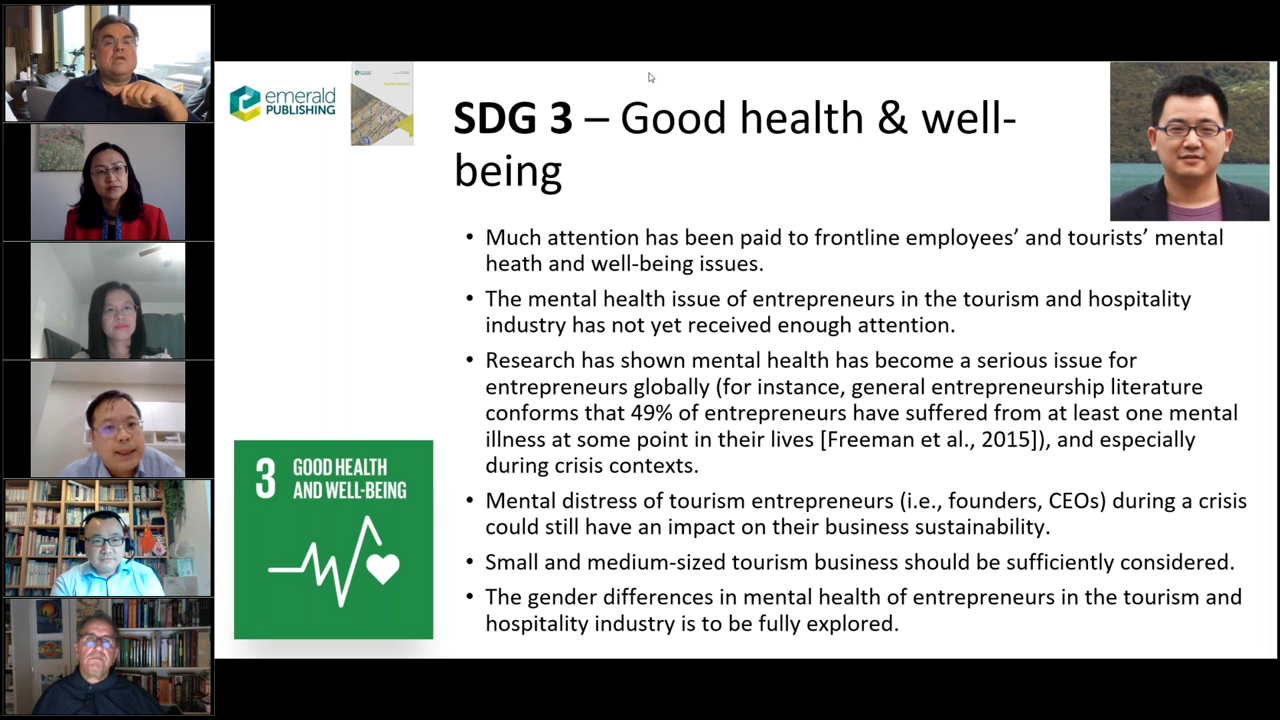 emerald
PUBLISHING
SDG 3 – Good health & well-
being
• Much attention has been paid to frontline employees’ and tourists’ mental
heath and well-being issues.
• The mental health issue of entrepreneurs in the tourism and hospitality
industry has not yet received enough attention.
• Research has shown mental health has become a serious issue for
entrepreneurs globally (for instance, general entrepreneurship literature
conforms that 49% of entrepreneurs have suffered from at least one mental
illness at some point in their lives [Freeman et al., 2015]), and especially
during crisis contexts.
• Mental distress of tourism entrepreneurs (i.e., founders, CEOs) during a crisis
could still have an impact on their business sustainability.
• Small and medium-sized tourism business should be sufficiently considered.
• The gender differences in mental health of entrepreneurs in the tourism and
hospitality industry is to be fully explored.
3 GOOD HEALTH
AND WELL-BEING